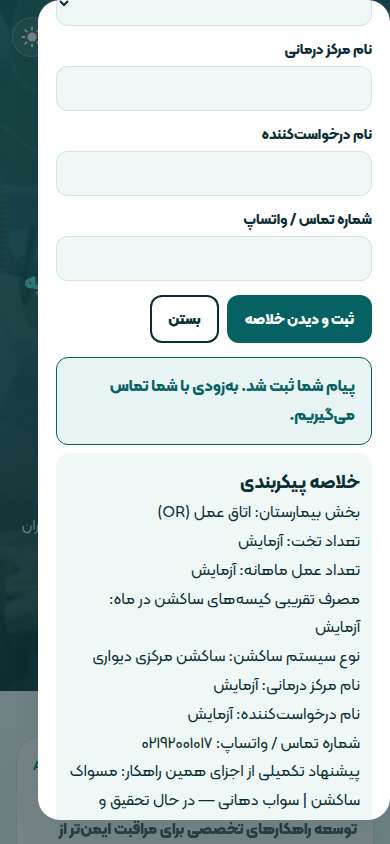 نام مرکز درمانی
نام درخواست‌کننده
شماره تماس / واتساپ
ثبت و دیدن خلاصه
بستن
پیام شما ثبت شد. به‌زودی با شما تماس
می‌گیریم.
خلاصه پیکربندی
بخش بیمارستان: اتاق عمل (OR)
تعداد تخت: آزمایش
تعداد عمل ماهانه: آزمایش
مصرف تقریبی کیسه‌های ساکشن در ماه:
آزمایش
نوع سیستم ساکشن: ساکشن مرکزی دیواری
نام مرکز درمانی: آزمایش
نام درخواست‌کننده: آزمایش
شماره تماس / واتساپ: ۰۲۱۹۲۰۰۱۰۱۷
پیشنهاد تکمیلی از اجزای همین راهکار: مسواک
ساکشن | سواب دهانی — در حال تحقیق و
توسعه راهکارهای تخصصی برای مراقبت ایمن‌تر از